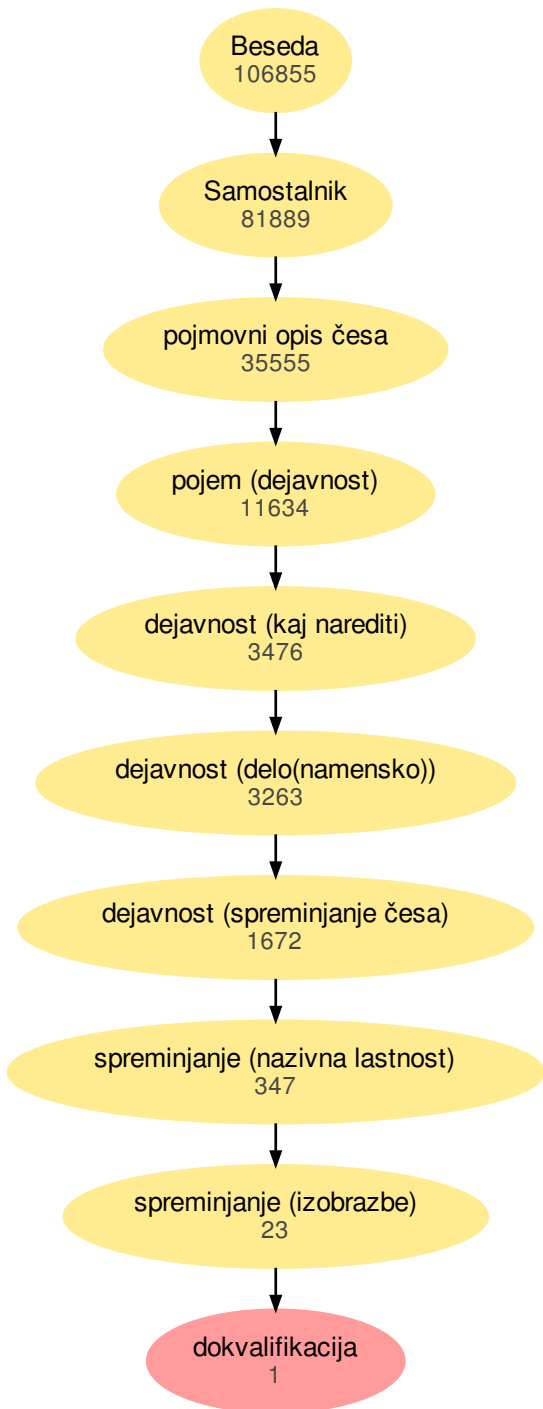 Beseda
106855
Samostalnik
81889
pojmovni opis česa
35555
pojem (dejavnost)
11634
dejavnost (kaj narediti)
3476
dejavnost (delo(namensko))
3263
dejavnost (spreminjanje česa)
1672
spreminjanje (nazivna lastnost)
347
spreminjanje (izobrazbe)
23
dokvalifikacija
1